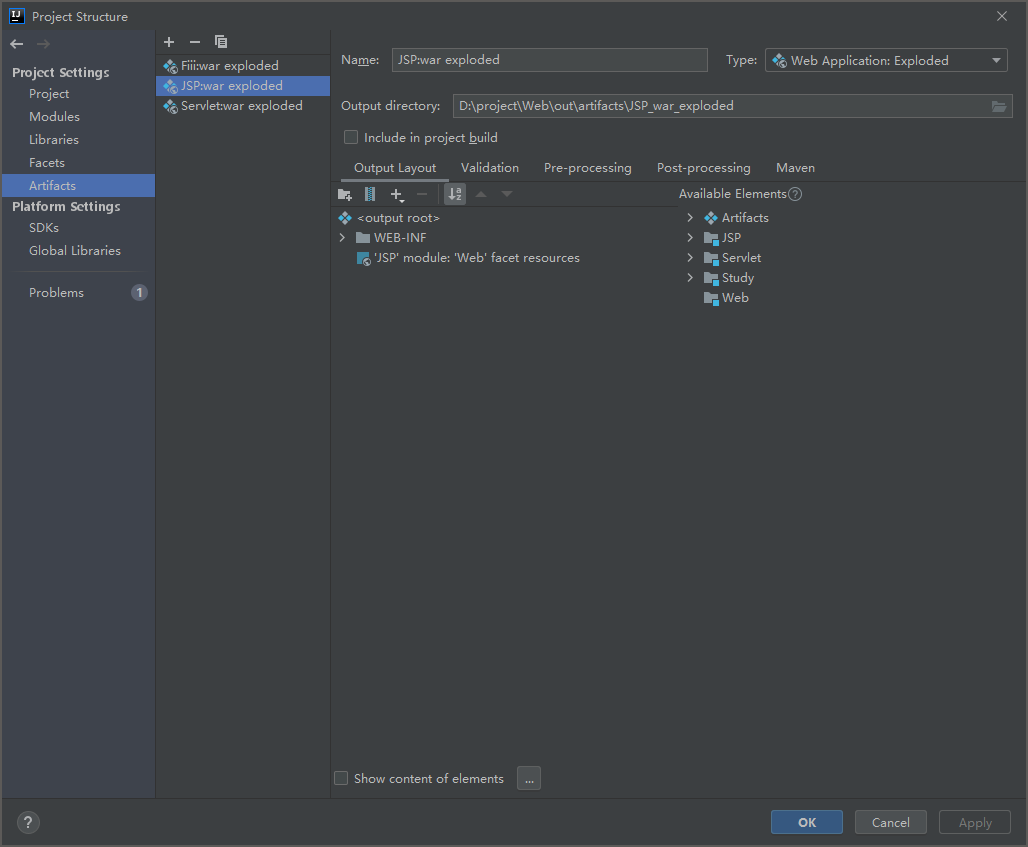 Project Structure
Project Settings
Project
Modules
Libraries
Facets
Artifacts
Platform Settings
SDKs
Global Libraries
Problems 1
Fiii:war exploded
JSP:war exploded
Servlet:war exploded
Name: JSP:war exploded Type: Web Application: Exploded
Output directory: D:\project\Web\out\artifacts\JSP_war_exploded
Include in project build
Output Layout Validation Pre-processing Post-processing Maven
Available Elements?
<output root>
WEB-INF
'JSP' module: 'Web' facet resources
Artifacts
JSP
Servlet
Study
Web
Show content of elements ...
? OK Cancel Apply